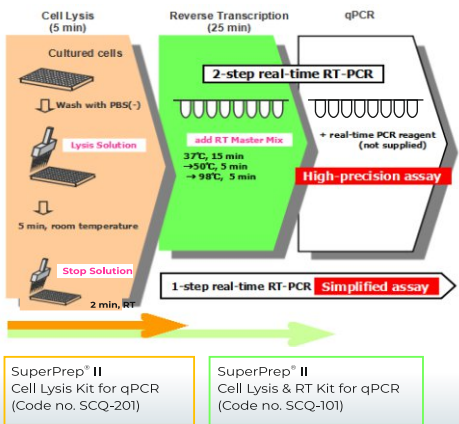 Cell Lysis
(5 min)
Reverse Transcription
(25 min)
qPCR
Cultured cells
Wash with PBS(-)
Lysis Solution
5 min, room temperature
Stop Solution
2 min, RT
2-step real-time RT-PCR
add RT Master Mix
37℃, 15 min
→50℃, 5 min
→ 98℃, 5 min
+ real-time PCR reagent
(not supplied)
High-precision assay
1-step real-time RT-PCR Simplified assay
SuperPrep® II
Cell Lysis Kit for qPCR
(Code no. SCQ-201)
SuperPrep® II
Cell Lysis & RT Kit for qPCR
(Code no. SCQ-101)